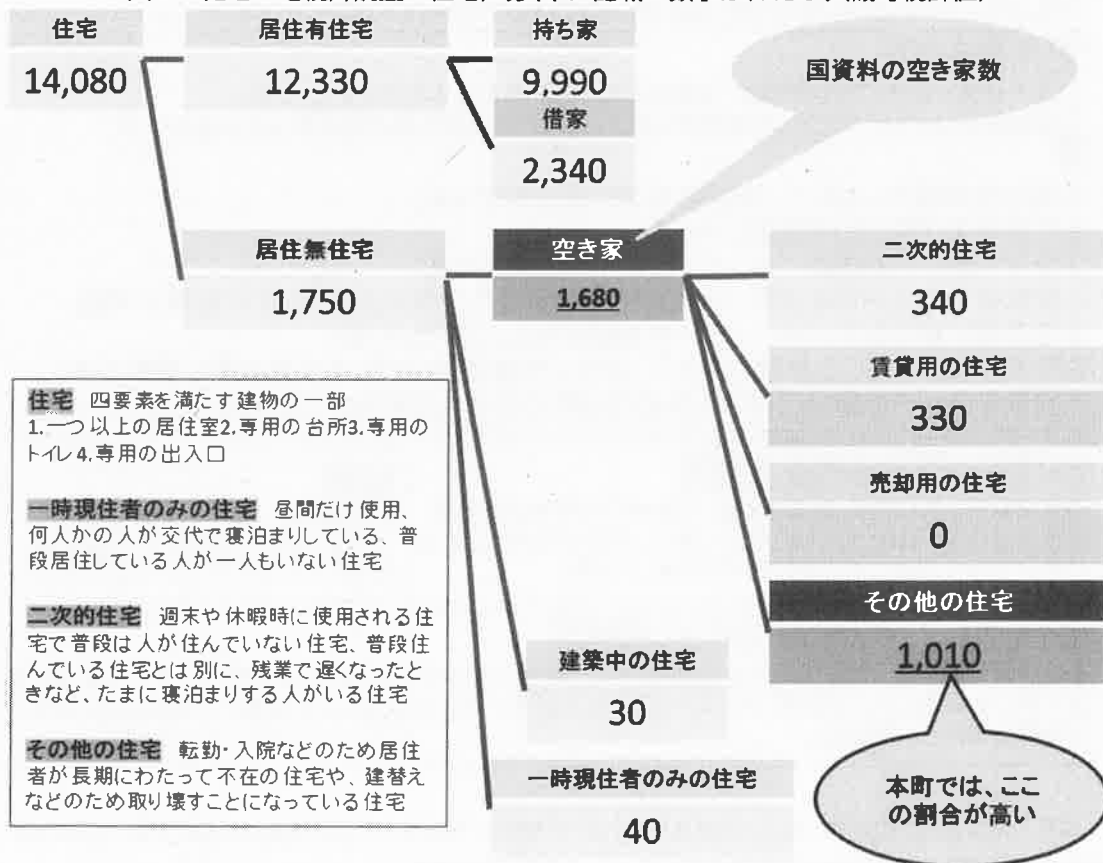 住宅
14,080
居住有住宅
12,330
持ち家
9,990
借家
2,340
国資料の空き家数
居住無住宅
1,750
空き家
1,680
二次的住宅
340
賃貸用の住宅
330
売却用の住宅
0
その他の住宅
1,010
建築中の住宅
30
一時現住者のみの住宅
40
本町では、ここ
の割合が高い
住宅 四要素を満たす建物の一部
1.一つ以上の居住室2.専用の台所3.専用の
トイレ4.専用の出入口
一時現住者のみの住宅 昼間だけ使用、
何人かの人が交代で寝泊まりしている、普
段居住している人が一人もいない住宅
二次的住宅 週末や休暇時に使用される住
宅で普段は人が住んでいない住宅、普段住
んでいる住宅とは別に、残業で遅くなったと
きなど、たまに寝泊まりする人がいる住宅
その他の住宅 転勤・入院などのため居住
者が長期にわたって不在の住宅や、建替え
などのため取り壊すことになっている住宅